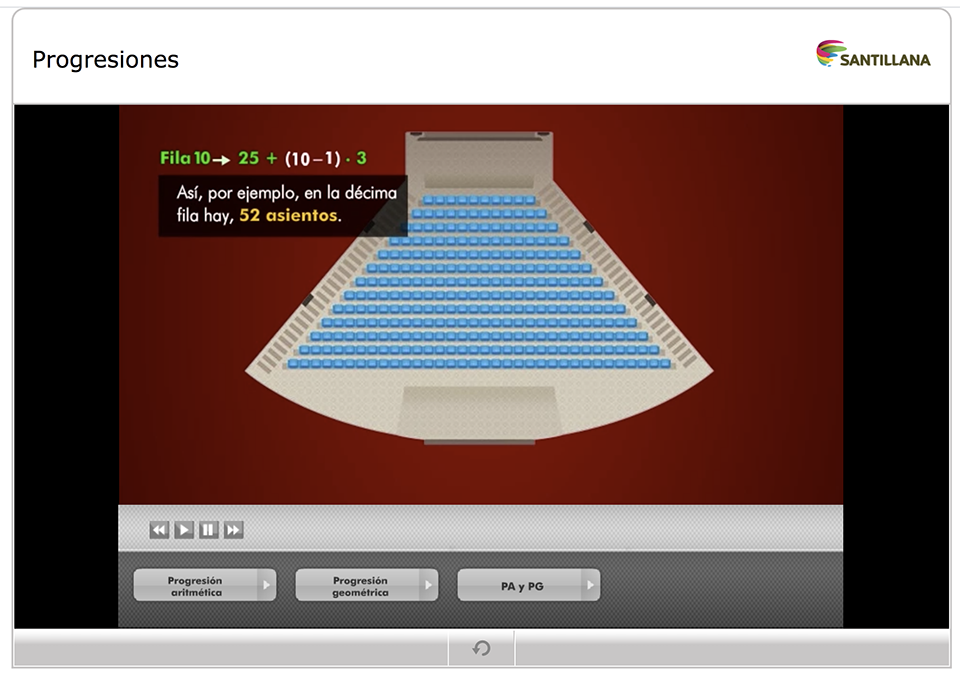 Progresiones
SANTILLANA
Fila 10→ 25 + (10–1) · 3
Así, por ejemplo, en la décima
fila hay, 52 asientos.
Progresión
aritmética
Progresión
geométrica
PA y PG